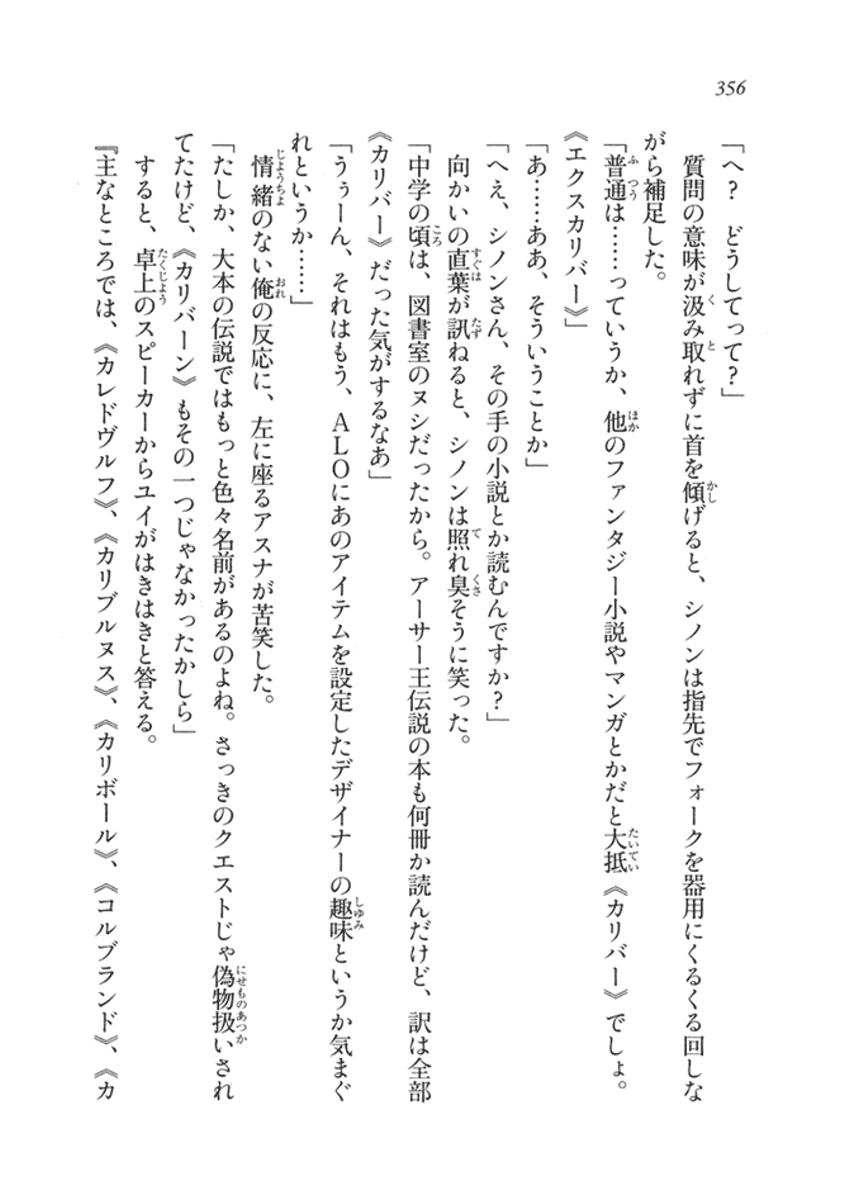 356
「へ? どうしてって?」
質問の意味が汲み取れずに首を傾げると、シノンは指先でフォークを器用にくるくる回しな
がら補足した。
「普通は……っていうか、他のファンタジー小説やマンガとかだと大抵《カリバー》でしょ。
《エクスカリバー》」
「あ……ああ、そういうことか」
「へえ、シノンさん、その手の小説とか読むんですか?」
向かいの直葉が訊ねると、シノンは照れ臭そうに笑った。
「中学の頃は、図書室のヌシだったから。アーサー王伝説の本も何冊か読んだけど、訳は全部
《カリバー》だった気がするなあ」
「うぅーん、それはもう、ALOにあのアイテムを設定したデザイナーの趣味というか気まぐ
れというか……」
情緒のない俺の反応に、左に座るアスナが苦笑した。
「たしか、大本の伝説ではもっと色々名前があるのよね。さっきのクエストじゃ偽物扱いされ
てたけど、《カリバーン》もその一つじゃなかったかしら」
すると、卓上のスピーカーからユイがはきはきと答える。
『主なところでは、《カレドヴルフ》、《カリブルヌス》、《カリボール》、《コルブランド》、《カ